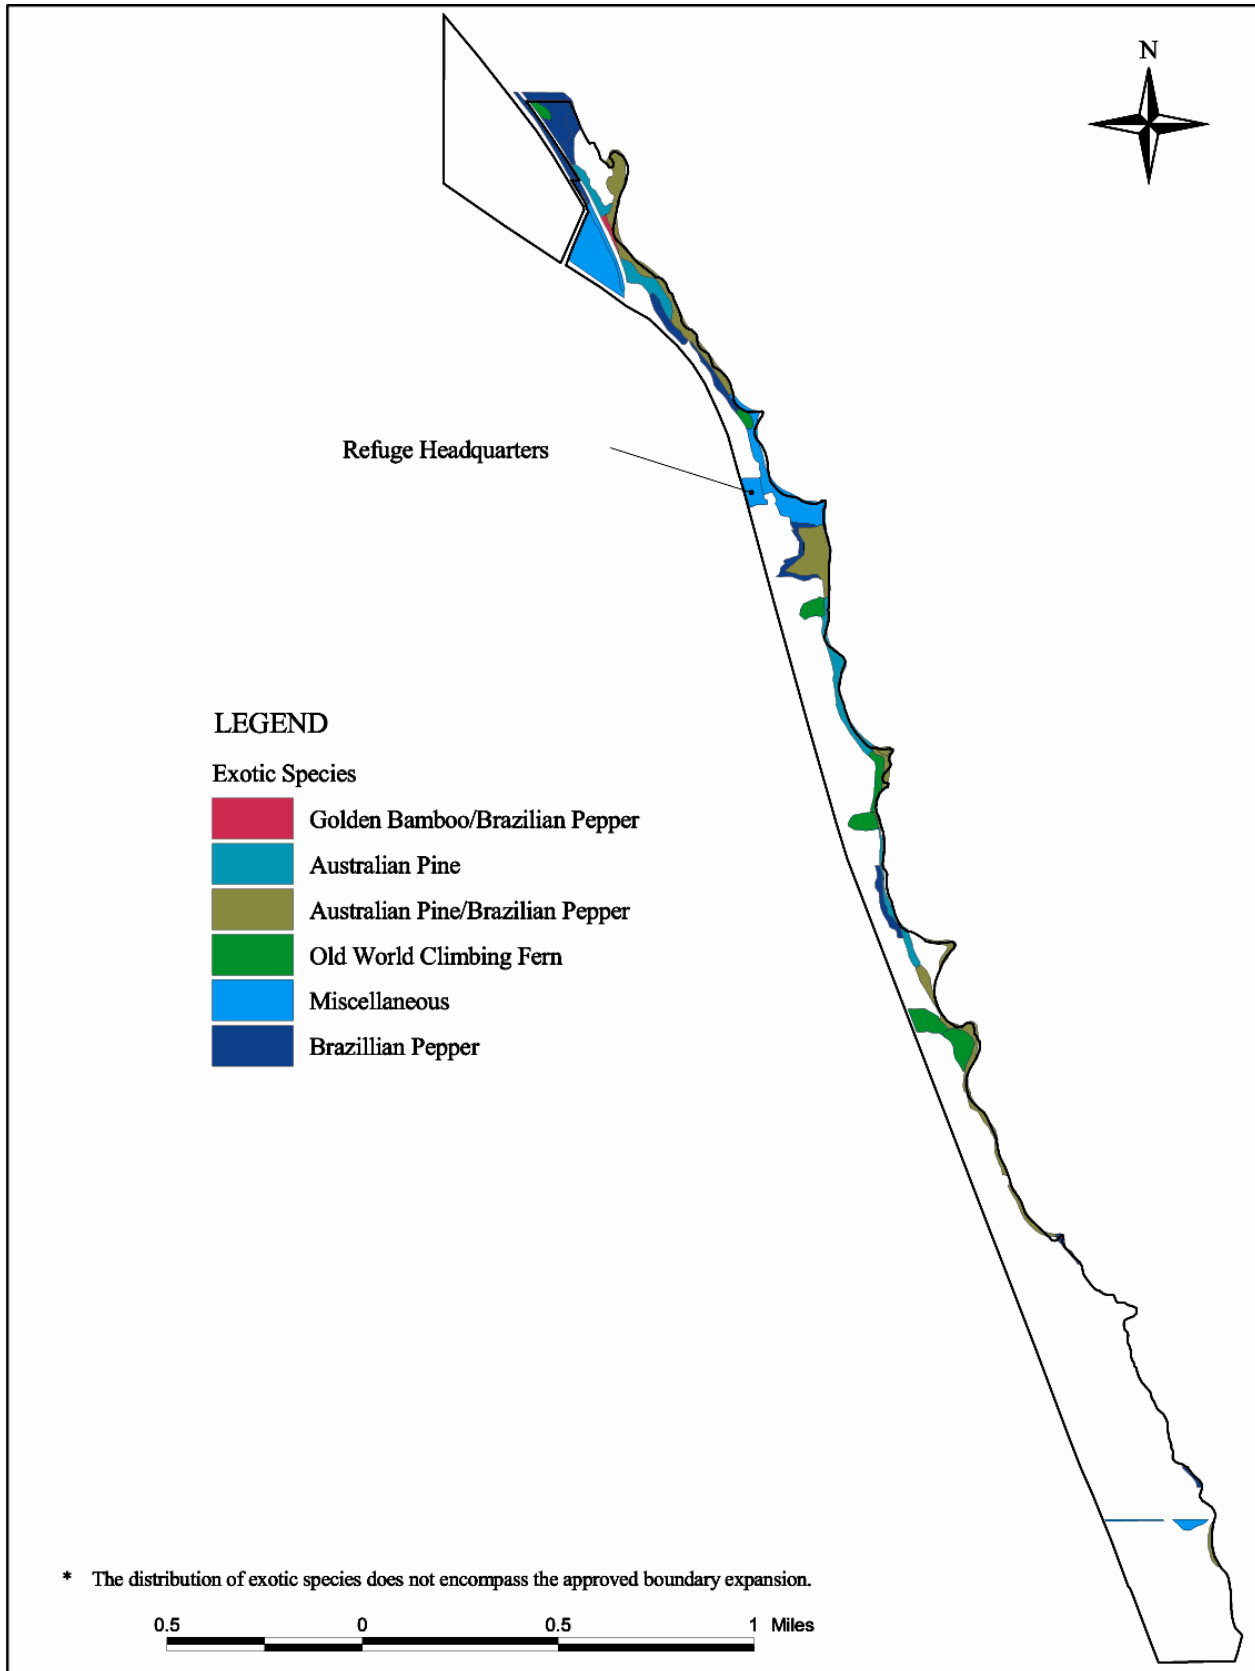 N
Refuge Headquarters
LEGEND
Exotic Species
Golden Bamboo/Brazilian Pepper
Australian Pine
Australian Pine/Brazilian Pepper
Old World Climbing Fern
Miscellaneous
Brazillian Pepper
* The distribution of exotic species does not encompass the approved boundary expansion.
0.5 0 0.5 1 Miles